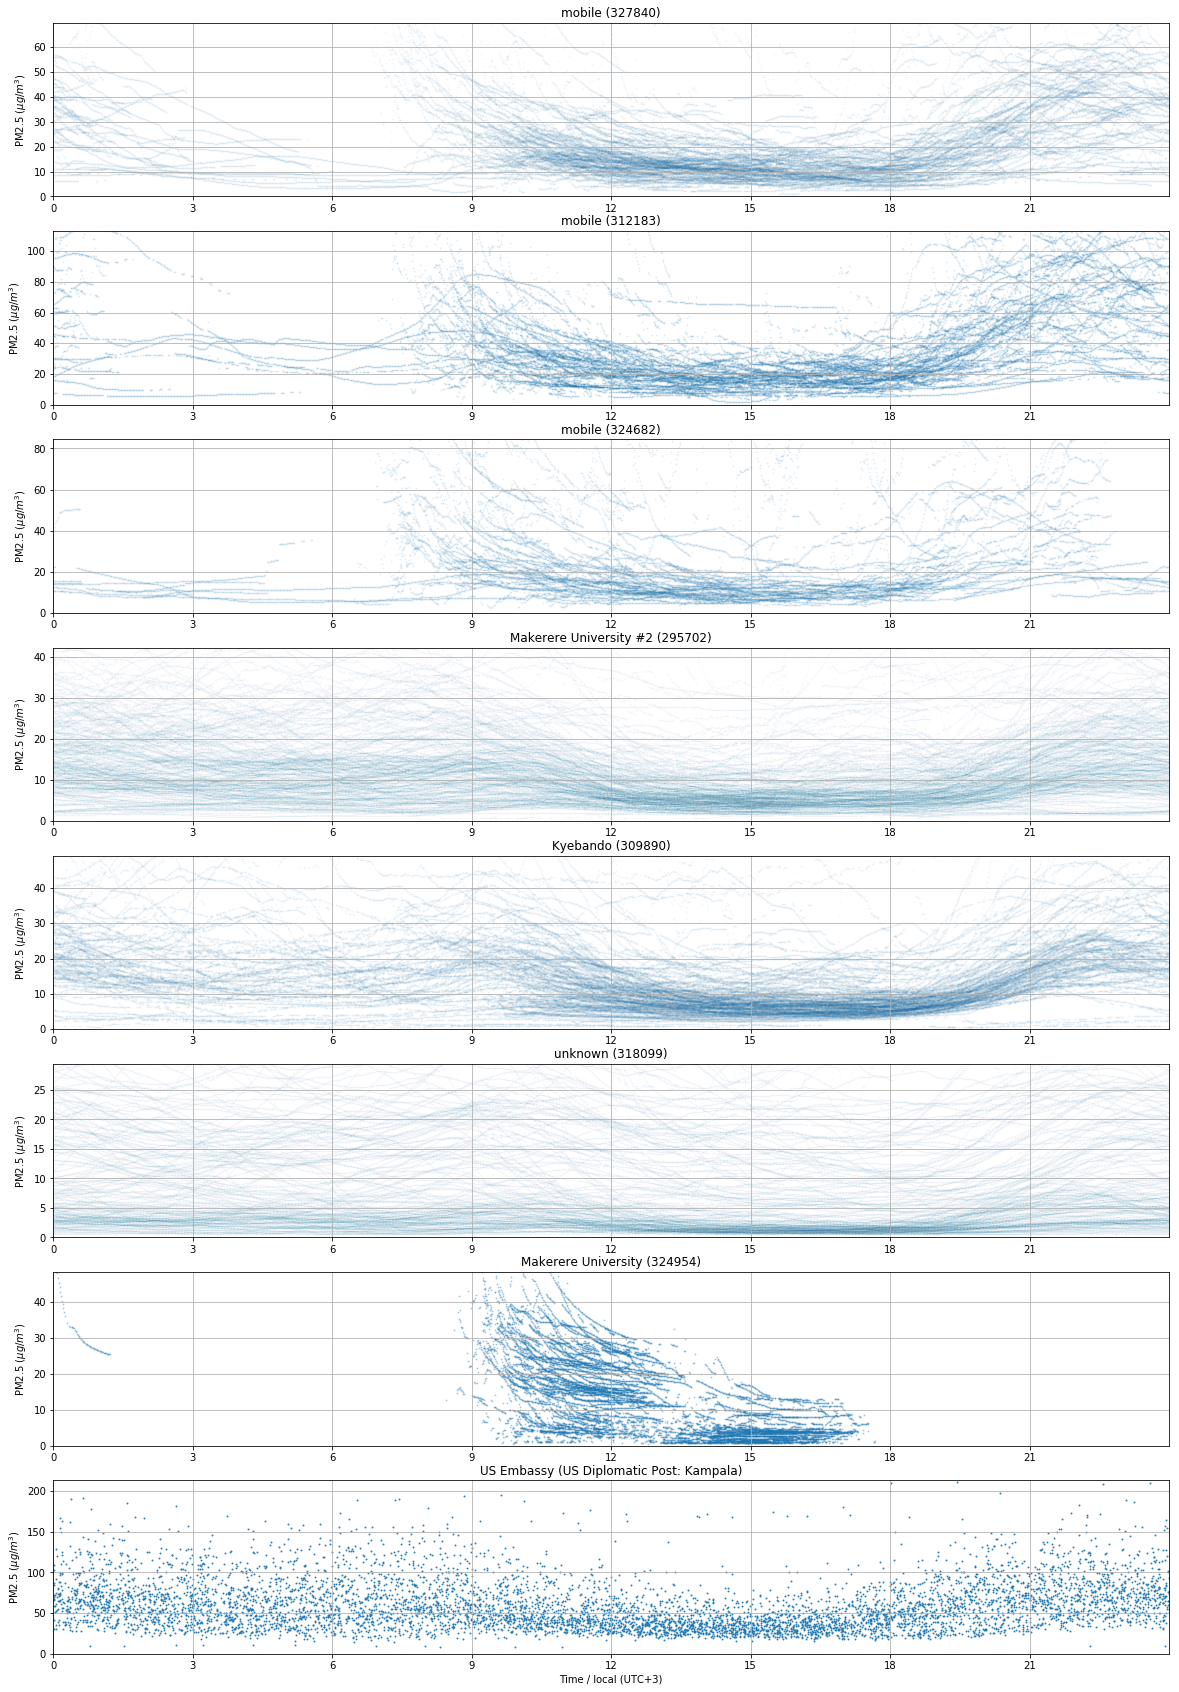 mobile (327840)
PM2.5 (μg/m³)
60
50
40
30
20
10
0
0 3 6 9 12 15 18 21
mobile (312183)
PM2.5 (μg/m³)
100
80
60
40
20
0
0 3 6 9 12 15 18 21
mobile (324682)
PM2.5 (μg/m³)
80
60
40
20
0
0 3 6 9 12 15 18 21
Makerere University #2 (295702)
PM2.5 (μg/m³)
40
30
20
10
0
0 3 6 9 12 15 18 21
Kyebando (309890)
PM2.5 (μg/m³)
40
30
20
10
0
0 3 6 9 12 15 18 21
unknown (318099)
PM2.5 (μg/m³)
25
20
15
10
5
0
0 3 6 9 12 15 18 21
Makerere University (324954)
PM2.5 (μg/m³)
40
30
20
10
0
0 3 6 9 12 15 18 21
US Embassy (US Diplomatic Post: Kampala)
PM2.5 (μg/m³)
200
150
100
50
0
0 3 6 9 12 15 18 21
Time / local (UTC+3)